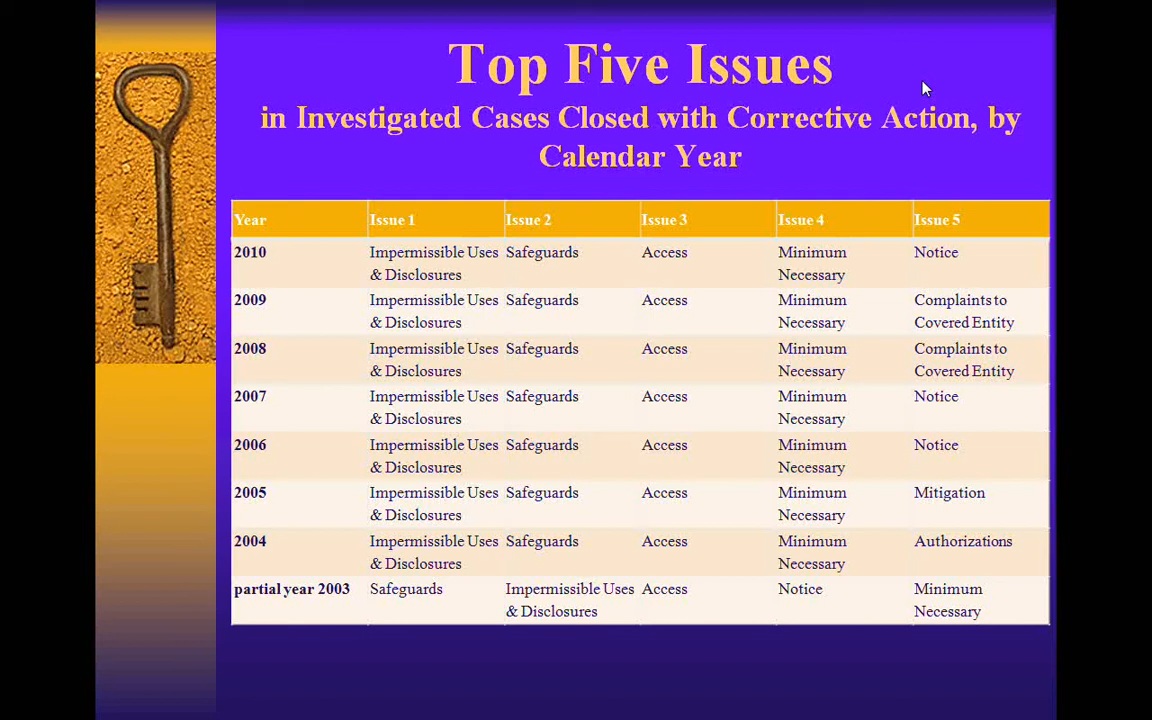 Top Five Issues
in Investigated Cases Closed with Corrective Action, by
Calendar Year
Year Issue 1 Issue 2 Issue 3 Issue 4 Issue 5
2010 Impermissible Uses Safeguards Access Minimum Notice
& Disclosures Necessary
2009 Impermissible Uses Safeguards Access Minimum Complaints to
& Disclosures Necessary Covered Entity
2008 Impermissible Uses Safeguards Access Minimum Complaints to
& Disclosures Necessary Covered Entity
2007 Impermissible Uses Safeguards Access Minimum Notice
& Disclosures Necessary
2006 Impermissible Uses Safeguards Access Minimum Notice
& Disclosures Necessary
2005 Impermissible Uses Safeguards Access Minimum Mitigation
& Disclosures Necessary
2004 Impermissible Uses Safeguards Access Minimum Authorizations
& Disclosures Necessary
partial year 2003 Safeguards Impermissible Uses Access Notice Minimum
& Disclosures Necessary